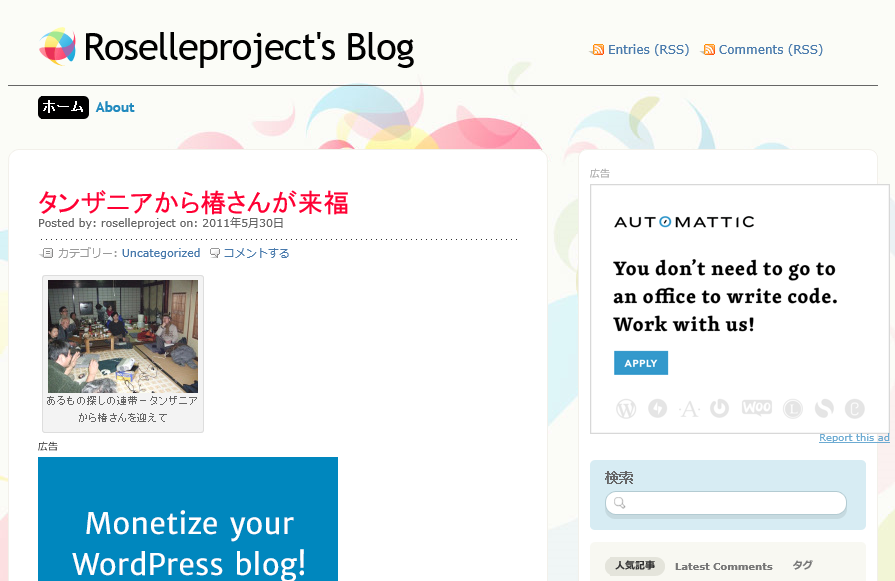 Roselleproject's Blog
Entries (RSS) Comments (RSS)
ホーム About
タンザニアから椿さんが来福
Posted by: roselleproject on: 2011年5月30日
カテゴリー: Uncategorized コメントする
あるもの探しの連帯－タンザニア
から椿さんを迎えて
広告
Monetize your
WordPress blog!
広告
AUTOMATTIC
You don't need to go to
an office to write code.
Work with us!
APPLY
WOO
Report this ad
検索
人気記事 Latest Comments タグ